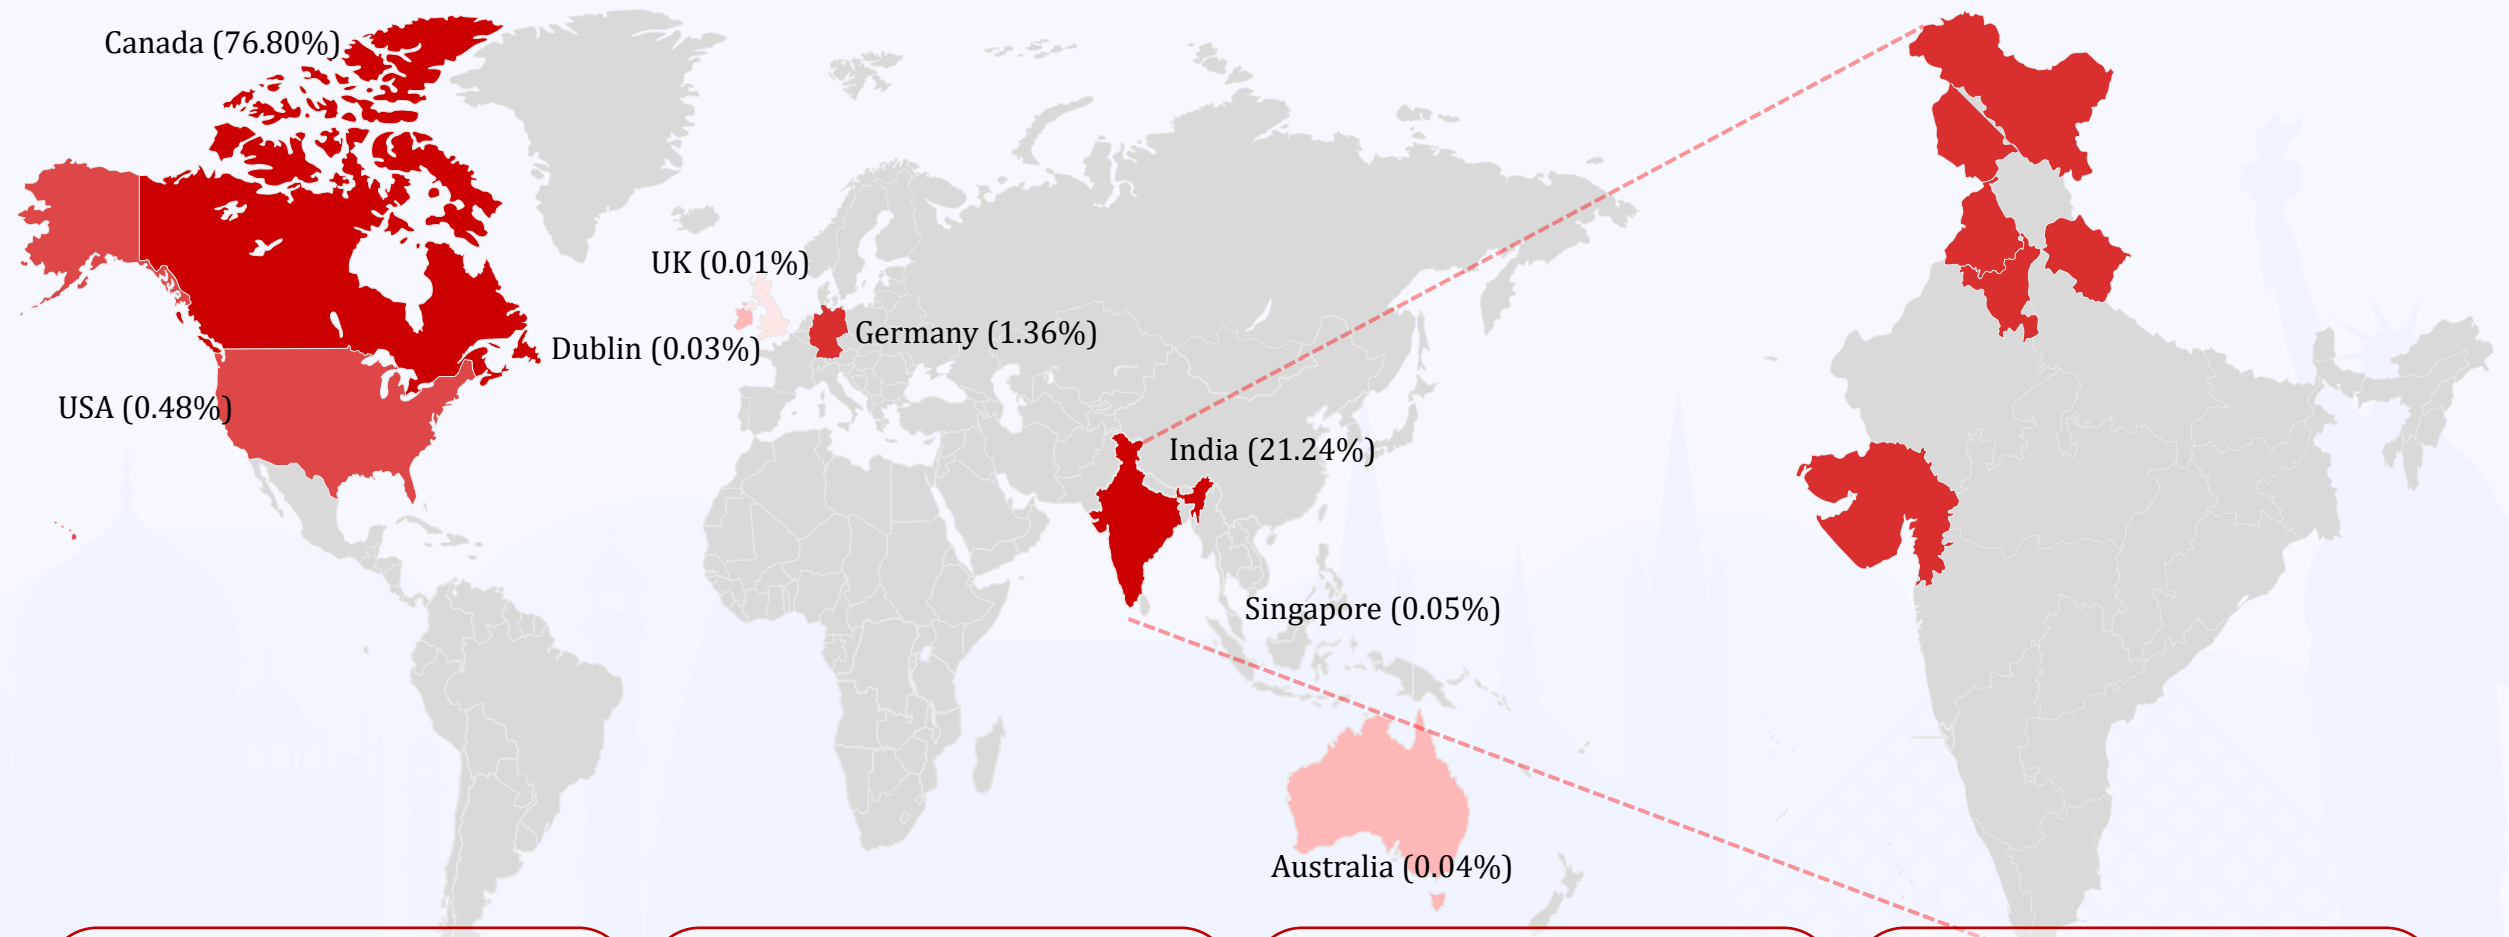 Canada (76.80%)
UK (0.01%)
Germany (1.36%)
Dublin (0.03%)
USA (0.48%)
India (21.24%)
Singapore (0.05%)
Australia (0.04%)